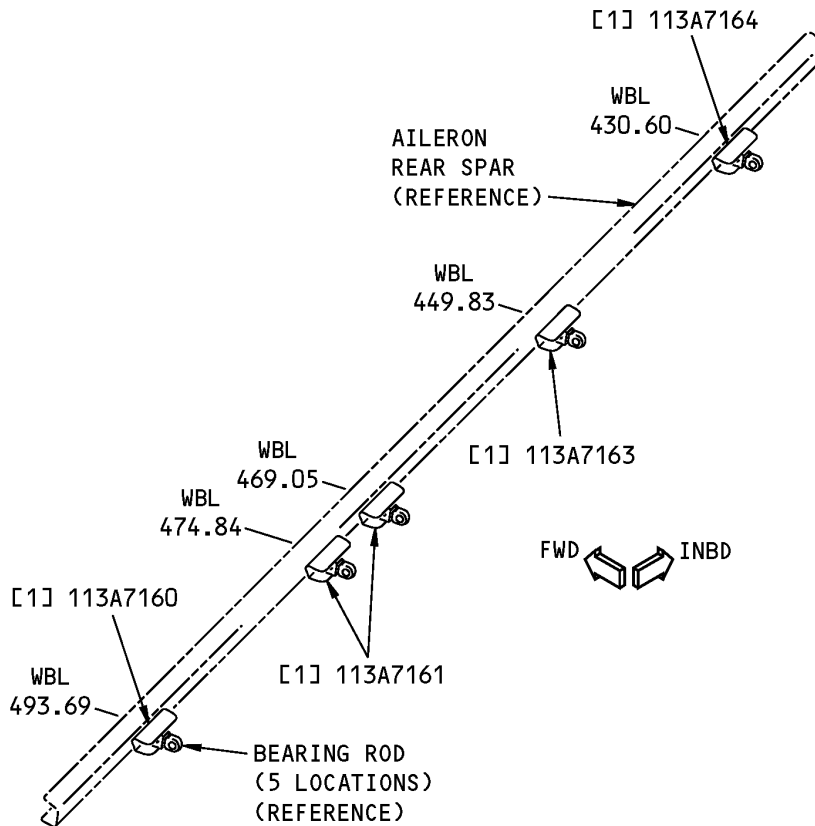 [1] 113A7164
WBL
430.60
AILERON
REAR SPAR
(REFERENCE)
WBL
449.83
[1] 113A7163
WBL
469.05
WBL
474.84
FWD
INBD
[1] 113A7160
[1] 113A7161
WBL
493.69
BEARING ROD
(5 LOCATIONS)
(REFERENCE)